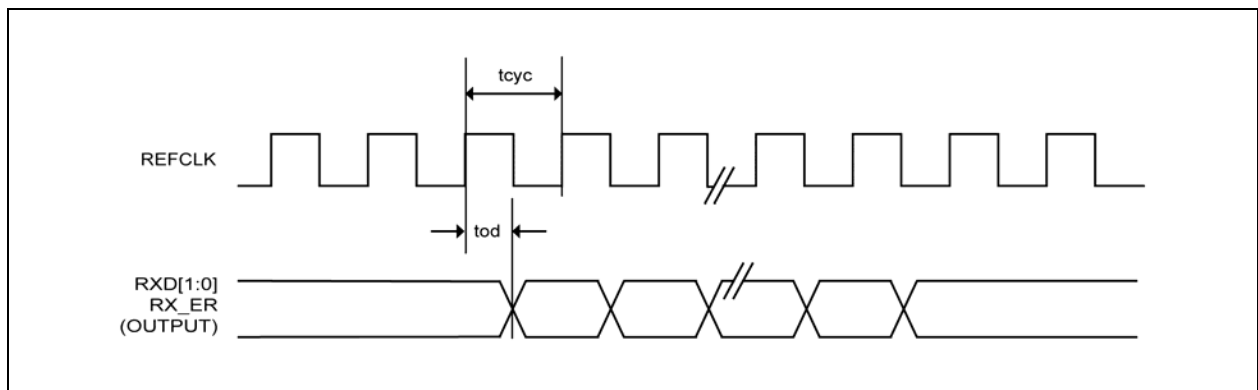 tcyc
REFCLK
tod
RXD[1:0]
RX_ER
(OUTPUT)